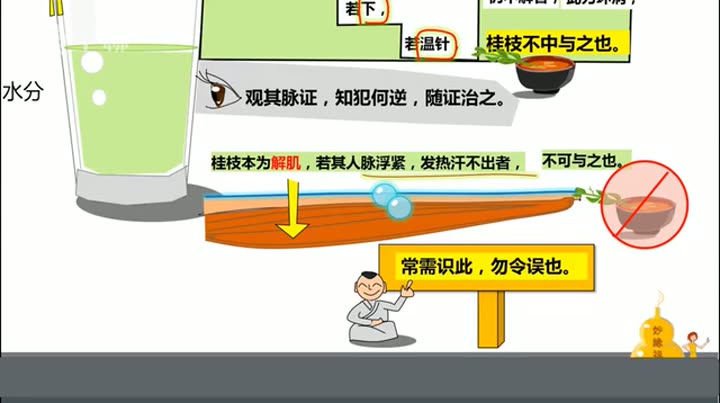 若下，
若温针，
桂枝不中与之也。
水分
观其脉证，知犯何逆，随证治之。
桂枝本为解肌，若其人脉浮紧，发热汗不出者，
不可与之也。
常需识此，勿令误也。